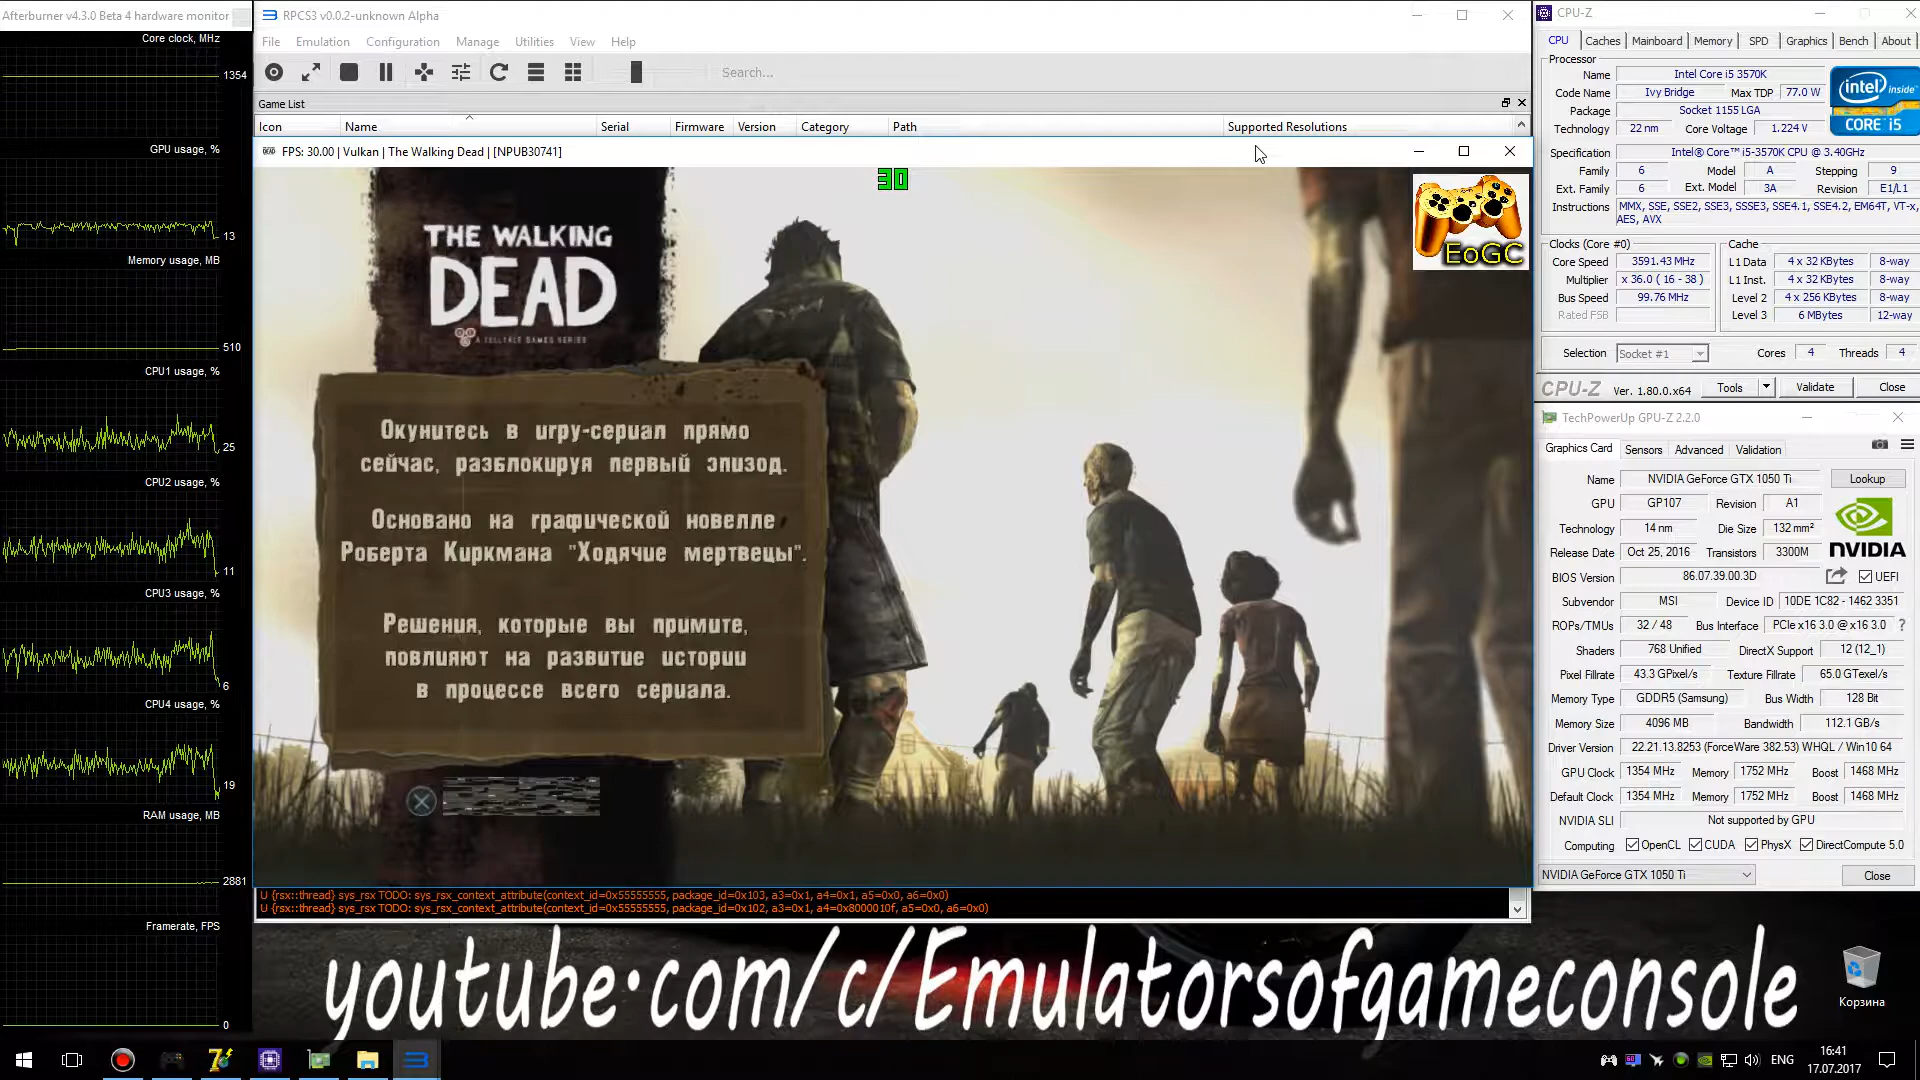 Afterburner v4.3.0 Beta 4 hardware monitor
Core clock, MHz
1354
GPU usage, %
13
Memory usage, MB
510
CPU1 usage, %
25
CPU2 usage, %
11
CPU3 usage, %
6
CPU4 usage, %
19
RAM usage, MB
2881
Framerate, FPS
0
RPCS3 v0.0.2-unknown Alpha
File Emulation Configuration Manage Utilities View Help
Search...
Game List
Icon Name Serial Firmware Version Category Path Supported Resolutions
FPS: 30.00 | Vulkan | The Walking Dead | [NPUB30741]
30
EoGC
THE WALKING
DEAD
A TELLTALE GAMES SERIES
Окунитесь в игру-сериал прямо
сейчас, разблокируя первый эпизод.
Основано на графической новелле
Роберта Киркмана "Ходячие мертвецы".
Решения, которые вы примите,
повлияют на развитие истории
в процессе всего сериала.
U {rsx::thread} sys_rsx TODO: sys_rsx_context_attribute(context_id=0x55555555, package_id=0x103, a3=0x1, a4=0x1, a5=0x0, a6=0x0)
U {rsx::thread} sys_rsx TODO: sys_rsx_context_attribute(context_id=0x55555555, package_id=0x102, a3=0x1, a4=0x8000010f, a5=0x0, a6=0x0)
CPU-Z
CPU Caches Mainboard Memory SPD Graphics Bench About
Processor
Name Intel Core i5 3570K
Code Name Ivy Bridge Max TDP 77.0 W
Package Socket 1155 LGA
Technology 22 nm Core Voltage 1.224 V
intel inside CORE i5
Specification Intel® Core™ i5-3570K CPU @ 3.40GHz
Family 6 Model A Stepping 9
Ext. Family 6 Ext. Model 3A Revision E1/L1
Instructions MMX, SSE, SSE2, SSE3, SSSE3, SSE4.1, SSE4.2, EM64T, VT-x,
AES, AVX
Clocks (Core #0) Cache
Core Speed 3591.43 MHz L1 Data 4 x 32 KBytes 8-way
Multiplier x 36.0 ( 16 - 38 ) L1 Inst. 4 x 32 KBytes 8-way
Bus Speed 99.76 MHz Level 2 4 x 256 KBytes 8-way
Rated FSB Level 3 6 MBytes 12-way
Selection Socket #1 Cores 4 Threads 4
CPU-Z Ver. 1.80.0.x64 Tools Validate Close
TechPowerUp GPU-Z 2.2.0
Graphics Card Sensors Advanced Validation
Name NVIDIA GeForce GTX 1050 Ti Lookup
GPU GP107 Revision A1
Technology 14 nm Die Size 132 mm²
Release Date Oct 25, 2016 Transistors 3300M
NVIDIA
BIOS Version 86.07.39.00.3D UEFI
Subvendor MSI Device ID 10DE 1C82 - 1462 3351
ROPs/TMUs 32 / 48 Bus Interface PCIe x16 3.0 @ x16 3.0 ?
Shaders 768 Unified DirectX Support 12 (12_1)
Pixel Fillrate 43.3 GPixel/s Texture Fillrate 65.0 GTexel/s
Memory Type GDDR5 (Samsung) Bus Width 128 Bit
Memory Size 4096 MB Bandwidth 112.1 GB/s
Driver Version 22.21.13.8253 (ForceWare 382.53) WHQL / Win10 64
GPU Clock 1354 MHz Memory 1752 MHz Boost 1468 MHz
Default Clock 1354 MHz Memory 1752 MHz Boost 1468 MHz
NVIDIA SLI Not supported by GPU
Computing OpenCL CUDA PhysX DirectCompute 5.0
NVIDIA GeForce GTX 1050 Ti Close
youtube.com/c/Emulatorsofgameconsole
Корзина
ENG
16:41
17.07.2017